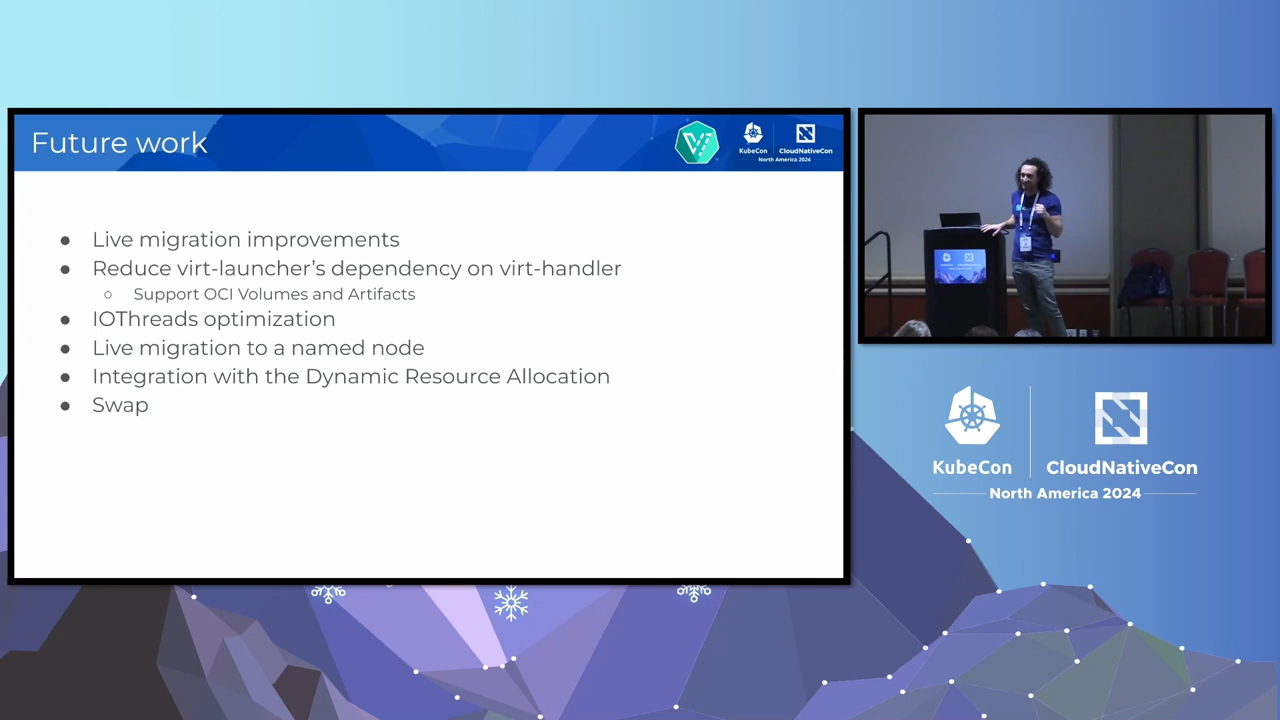 Future work
KubeCon
CloudNativeCon
North America 2024
● Live migration improvements
● Reduce virt-launcher’s dependency on virt-handler
○ Support OCI Volumes and Artifacts
● IOThreads optimization
● Live migration to a named node
● Integration with the Dynamic Resource Allocation
● Swap
KubeCon
CloudNativeCon
North America 2024